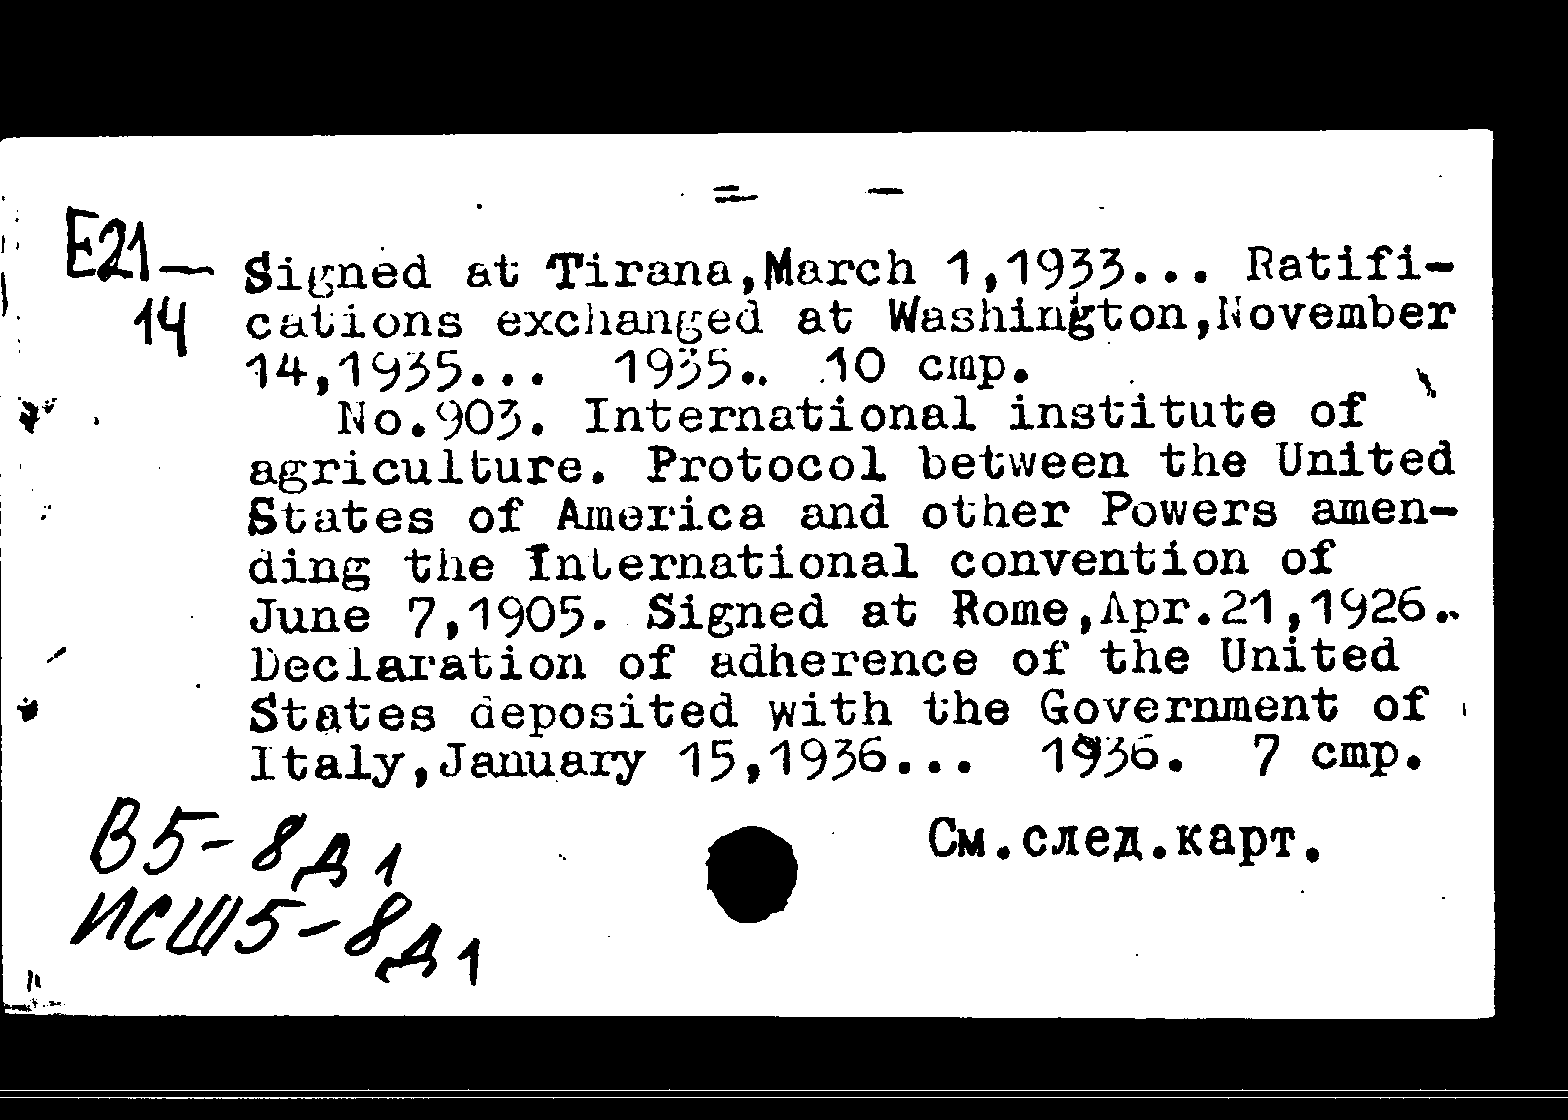 = -
E21—
14
Signed at Tirana,March 1,1933... Ratifi-
cations exchanged at Washington,November
14,1935... 1935.. 10 стр.
No.903. International institute of
agriculture. Protocol between the United
States of America and other Powers amen-
ding the International convention of
June 7,1905. Signed at Rome,Apr.21,1926..
Declaration of adherence of the United
States deposited with the Government of
Italy,January 15,1936... 1936. 7 стр.
См.след.карт.
В5-8Д1
ИСШ5-8Д1